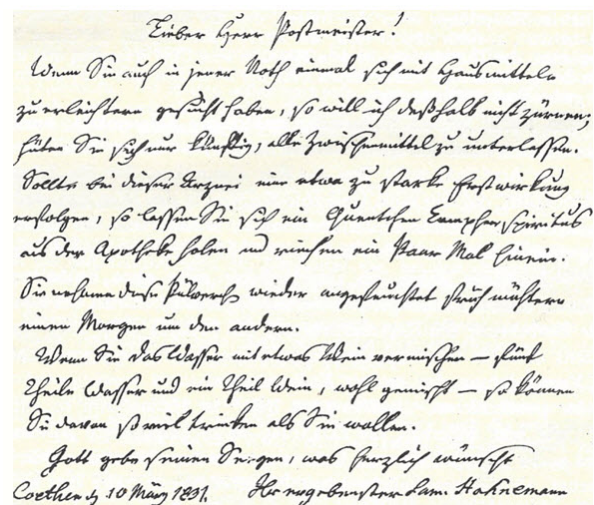 Lieber Herr Postmeister!
Wenn Sie auch in jener Noth einmal sich mit Hausmitteln
zu erleichtern gesucht haben, so will ich deßhalb nicht zürnen;
hüten Sie sich nur künftig, alle Zwischenmittel zu unterlassen.
Sollte bei dieser Arznei eine etwa zu starke Erstwirkung
erfolgen, so lassen Sie sich ein Quentchen Campher spiritus
aus der Apotheke holen und riechen ein Paar Mal hinein.
Sie nehmen diese Pülverch wieder angefeuchtet früh nüchtern
einen Morgen um den andern.
Wenn Sie das Wasser mit etwas Wein vermischen — fünf
Theile Wasser und ein Theil Wein, wohl gemischt — so können
Sie davon so viel trinken als Sie wollen.
Gott gebe seinen Seegen, was herzlich wünscht
Coethen d 10 März 1831. Ihr ergebenster Sam. Hahnemann